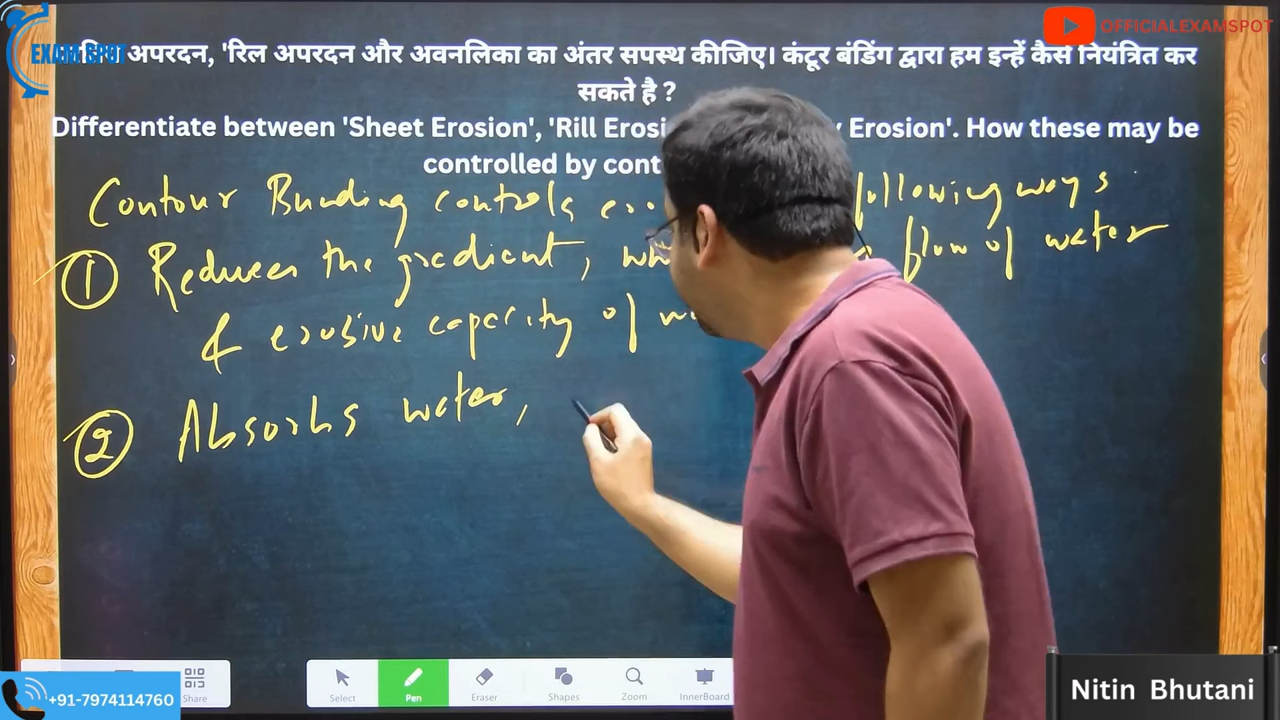 OFFICIALEXAMSPOT
EXAM SPOT
अपरदन, 'रिल अपरदन और अवनलिका का अंतर सपस्थ कीजिए। कंटूर बंडिंग द्वारा हम इन्हें कैसे नियंत्रित कर
सकते है ?
Differentiate between 'Sheet Erosion', 'Rill Erosi Erosion'. How these may be
controlled by cont
Contour Bunding controls following ways
① Reduces the gradient, flow of water
& erosive capacity of
② Absorbs water,
Share
Select
Pen
Eraser
Shapes
Zoom
InnerBoard
+91-7974114760
Nitin Bhutani